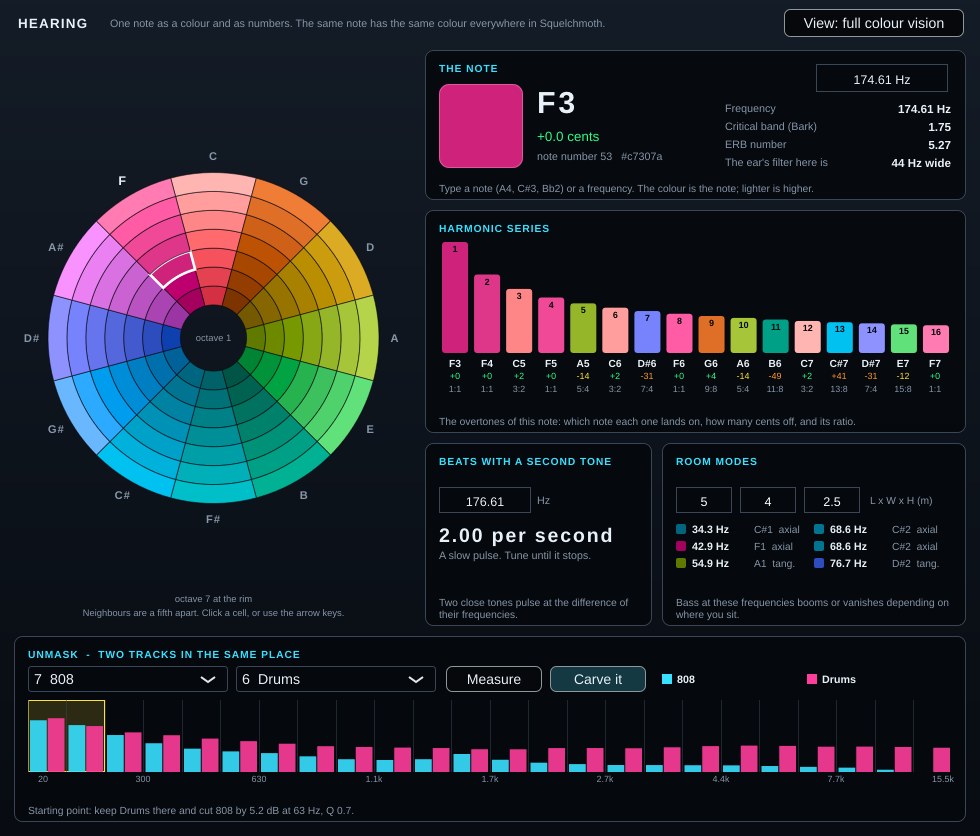 HEARING
One note as a colour and as numbers. The same note has the same colour everywhere in Squelchmoth.
View: full colour vision
C
G
D
A
E
B
F#
C#
G#
D#
A#
F
octave 1
octave 7 at the rim
Neighbours are a fifth apart. Click a cell, or use the arrow keys.
THE NOTE
174.61 Hz
F3
+0.0 cents
note number 53 #c7307a
Frequency 174.61 Hz
Critical band (Bark) 1.75
ERB number 5.27
The ear's filter here is 44 Hz wide
Type a note (A4, C#3, Bb2) or a frequency. The colour is the note; lighter is higher.
HARMONIC SERIES
1 2 3 4 5 6 7 8 9 10 11 12 13 14 15 16
F3 F4 C5 F5 A5 C6 D#6 F6 G6 A6 B6 C7 C#7 D#7 E7 F7
+0 +0 +2 +0 -14 +2 -31 +0 +4 -14 -49 +2 +41 -31 -12 +0
1:1 1:1 3:2 1:1 5:4 3:2 7:4 1:1 9:8 5:4 11:8 3:2 13:8 7:4 15:8 1:1
The overtones of this note: which note each one lands on, how many cents off, and its ratio.
BEATS WITH A SECOND TONE
176.61 Hz
2.00 per second
A slow pulse. Tune until it stops.
Two close tones pulse at the difference of
their frequencies.
ROOM MODES
5 4 2.5 L x W x H (m)
34.3 Hz C#1 axial 68.6 Hz C#2 axial
42.9 Hz F1 axial 68.6 Hz C#2 axial
54.9 Hz A1 tang. 76.7 Hz D#2 tang.
Bass at these frequencies booms or vanishes depending on
where you sit.
UNMASK - TWO TRACKS IN THE SAME PLACE
7 808 6 Drums Measure Carve it 808 Drums
20 300 630 1.1k 1.7k 2.7k 4.4k 7.7k 15.5k
Starting point: keep Drums there and cut 808 by 5.2 dB at 63 Hz, Q 0.7.